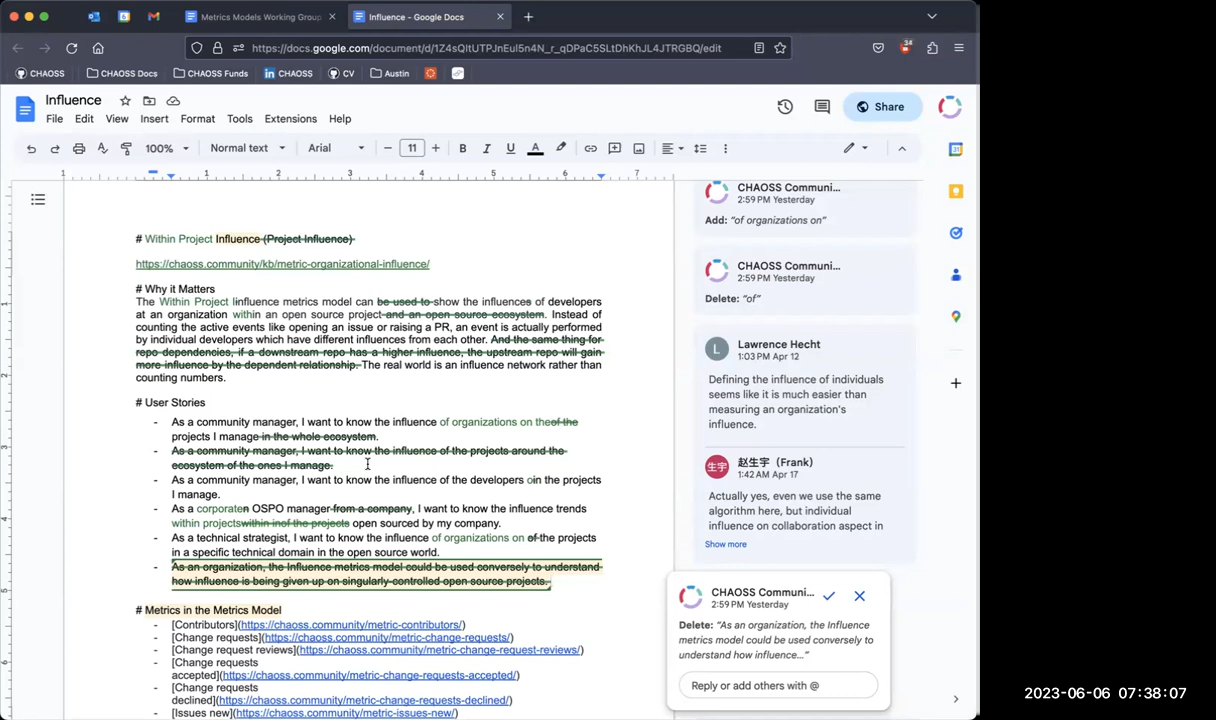 Metrics Models Working Group
Influence - Google Docs
https://docs.google.com/document/d/1Z4sQItUTPJnEul5n4N_r_qDPaC5SLtDhKhJL4JTRGBQ/edit
34
CHAOSS
CHAOSS Docs
CHAOSS Funds
CHAOSS
CV
Austin
Influence
File Edit View Insert Format Tools Extensions Help
Share
100% Normal text Arial 11
1 1 2 3 4 5 6 7
# Within Project Influence (Project Influence)
https://chaoss.community/kb/metric-organizational-influence/
# Why it Matters
The Within Project Iinfluence metrics model can be used to show the influences of developers
at an organization within an open source project and an open source ecosystem. Instead of
counting the active events like opening an issue or raising a PR, an event is actually performed
by individual developers which have different influences from each other. And the same thing for
repo dependencies, if a downstream repo has a higher influence, the upstream repo will gain
more influence by the dependent relationship. The real world is an influence network rather than
counting numbers.
# User Stories
- As a community manager, I want to know the influence of organizations on theof the
projects I manage in the whole ecosystem.
- As a community manager, I want to know the influence of the projects around the
ecosystem of the ones I manage.
- As a community manager, I want to know the influence of the developers oin the projects
I manage.
- As a corporaten OSPO manager from a company, I want to know the influence trends
within projectswithin inof the projects open sourced by my company.
- As a technical strategist, I want to know the influence of organizations on of the projects
in a specific technical domain in the open source world.
- As an organization, the Influence metrics model could be used conversely to understand
how influence is being given up on singularly-controlled open source projects.
# Metrics in the Metrics Model
- [Contributors](https://chaoss.community/metric-contributors/)
- [Change requests](https://chaoss.community/metric-change-requests/)
- [Change request reviews](https://chaoss.community/metric-change-request-reviews/)
- [Change requests
accepted](https://chaoss.community/metric-change-requests-accepted/)
- [Change requests
declined](https://chaoss.community/metric-change-requests-declined/)
- [Issues new](https://chaoss.community/metric-issues-new/)
CHAOSS Communi...
2:59 PM Yesterday
Add: "of organizations on"
CHAOSS Communi...
2:59 PM Yesterday
Delete: "of"
L
Lawrence Hecht
1:03 PM Apr 12
Defining the influence of individuals
seems like it is much easier than
measuring an organization's
influence.
生宇
赵生宇 (Frank)
1:42 AM Apr 17
Actually yes, even we use the same
algorithm here, but individual
influence on collaboration aspect in
Show more
CHAOSS Communi...
2:59 PM Yesterday
Delete: "As an organization, the Influence
metrics model could be used conversely to
understand how influence..."
Reply or add others with @
2023-06-06 07:38:07